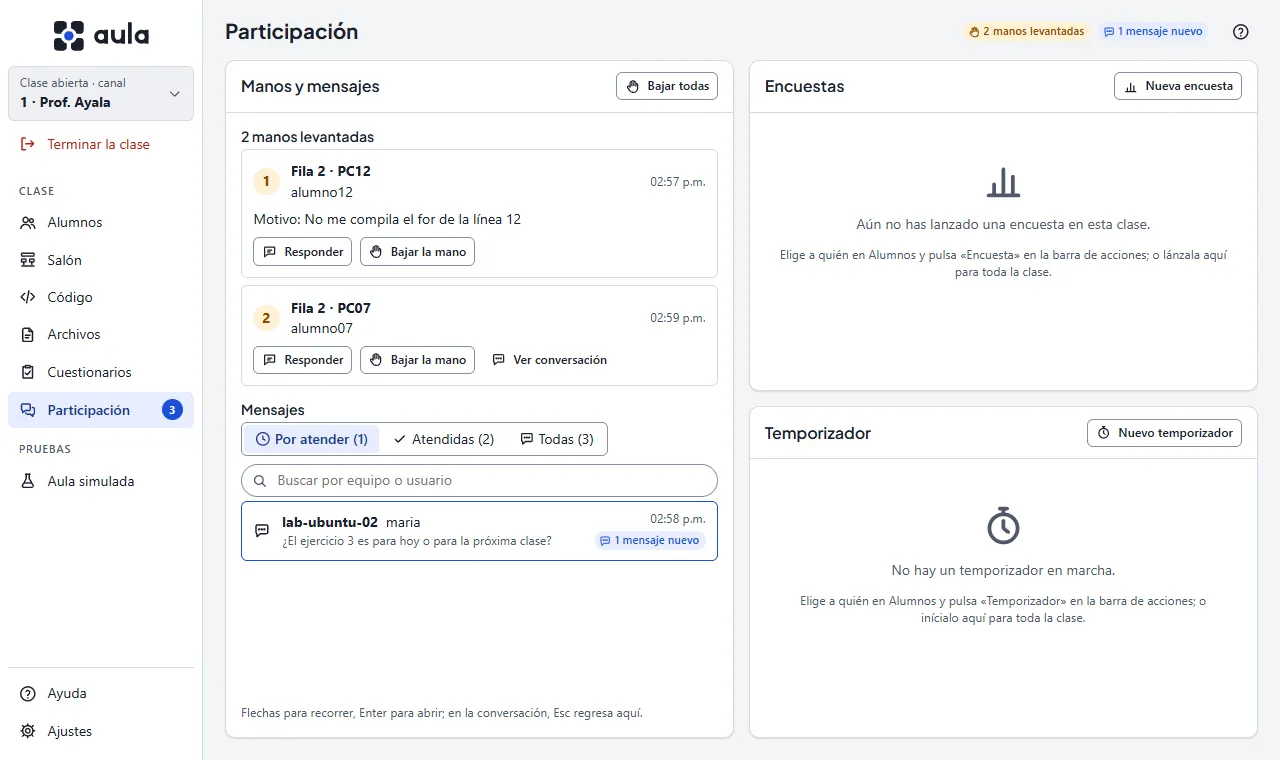 aula
Clase abierta · canal
1 · Prof. Ayala
Terminar la clase
CLASE
Alumnos
Salón
Código
Archivos
Cuestionarios
Participación 3
PRUEBAS
Aula simulada
Ayuda
Ajustes
Participación
2 manos levantadas
1 mensaje nuevo
Manos y mensajes
Bajar todas
2 manos levantadas
1
Fila 2 · PC12
alumno12
02:57 p.m.
Motivo: No me compila el for de la línea 12
Responder
Bajar la mano
2
Fila 2 · PC07
alumno07
02:59 p.m.
Responder
Bajar la mano
Ver conversación
Mensajes
Por atender (1)
Atendidas (2)
Todas (3)
Buscar por equipo o usuario
lab-ubuntu-02 maria
02:58 p.m.
¿El ejercicio 3 es para hoy o para la próxima clase?
1 mensaje nuevo
Flechas para recorrer, Enter para abrir; en la conversación, Esc regresa aquí.
Encuestas
Nueva encuesta
Aún no has lanzado una encuesta en esta clase.
Elige a quién en Alumnos y pulsa «Encuesta» en la barra de acciones; o lánzala aquí
para toda la clase.
Temporizador
Nuevo temporizador
No hay un temporizador en marcha.
Elige a quién en Alumnos y pulsa «Temporizador» en la barra de acciones; o
inícialo aquí para toda la clase.